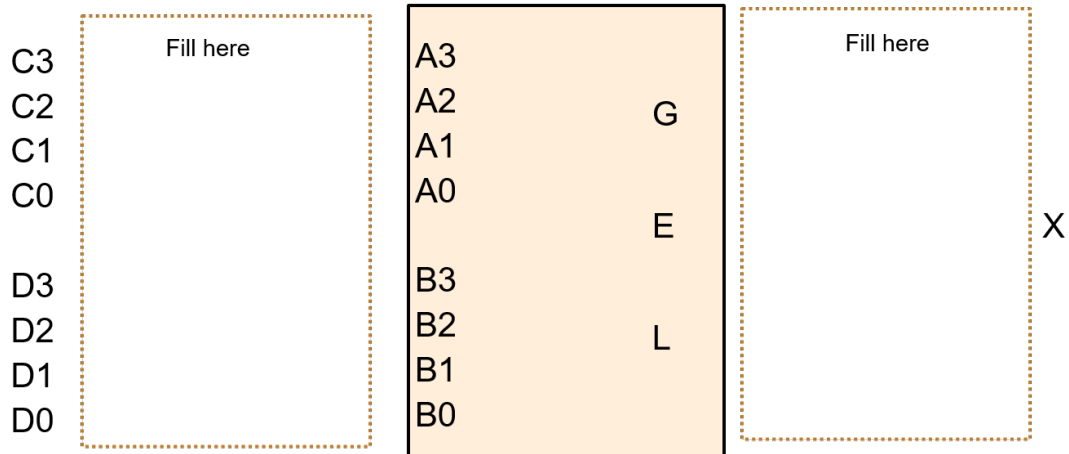 Fill here
Fill here
C3
C2
C1
C0
D3
D2
D1
D0
A3
A2
A1
A0
B3
B2
B1
B0
G
E
L
X